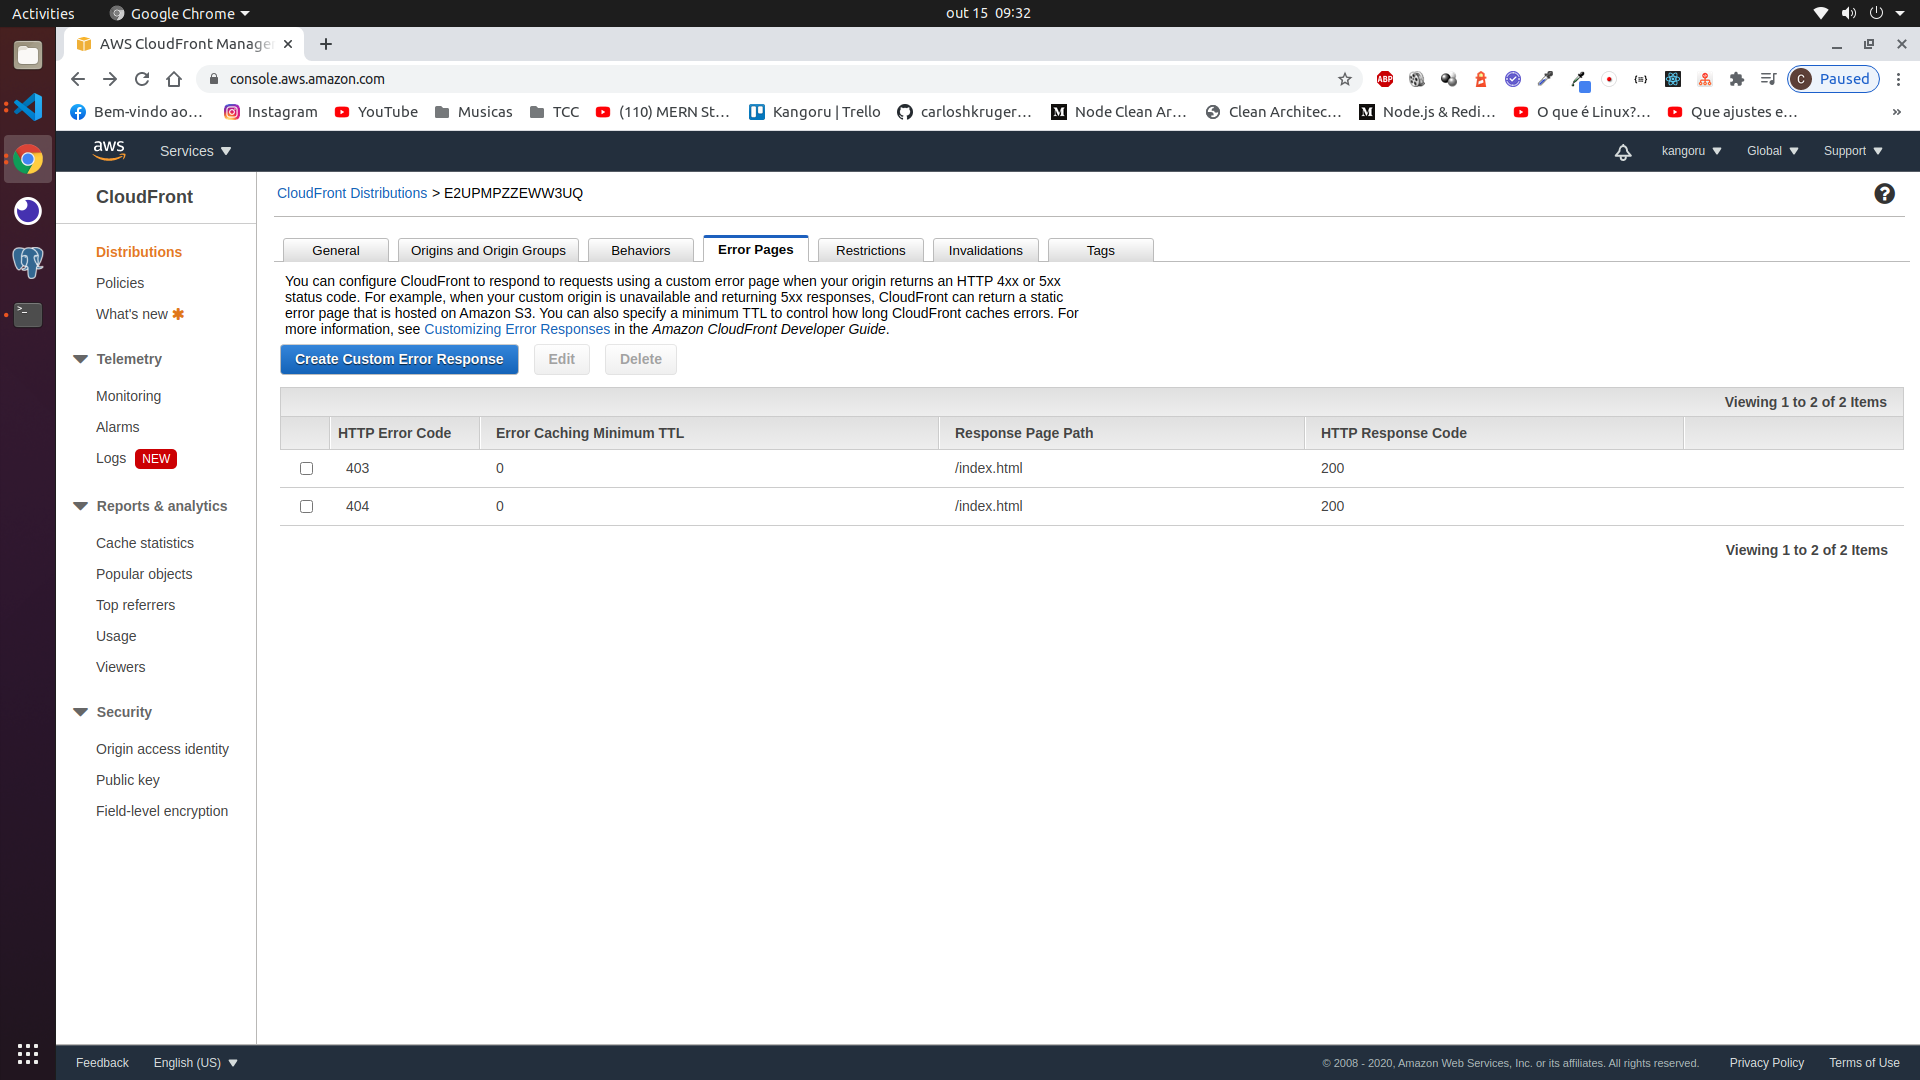 Activities
Google Chrome
out 15 09:32
AWS CloudFront Manage
console.aws.amazon.com
ABP
C
Paused
Bem-vindo ao…
Instagram
YouTube
Musicas
TCC
(110) MERN St…
Kangoru | Trello
carloshkruger…
Node Clean Ar…
Clean Architec…
Node.js & Redi…
O que é Linux?…
Que ajustes e…
»
aws
Services
kangoru
Global
Support
CloudFront
CloudFront Distributions > E2UPMPZZEWW3UQ
Distributions
Policies
What's new
Telemetry
Monitoring
Alarms
Logs NEW
Reports & analytics
Cache statistics
Popular objects
Top referrers
Usage
Viewers
Security
Origin access identity
Public key
Field-level encryption
General
Origins and Origin Groups
Behaviors
Error Pages
Restrictions
Invalidations
Tags
You can configure CloudFront to respond to requests using a custom error page when your origin returns an HTTP 4xx or 5xx
status code. For example, when your custom origin is unavailable and returning 5xx responses, CloudFront can return a static
error page that is hosted on Amazon S3. You can also specify a minimum TTL to control how long CloudFront caches errors. For
more information, see Customizing Error Responses in the Amazon CloudFront Developer Guide.
Create Custom Error Response
Edit
Delete
Viewing 1 to 2 of 2 Items
HTTP Error Code
Error Caching Minimum TTL
Response Page Path
HTTP Response Code
403 0 /index.html 200
404 0 /index.html 200
Viewing 1 to 2 of 2 Items
Feedback
English (US)
© 2008 - 2020, Amazon Web Services, Inc. or its affiliates. All rights reserved.
Privacy Policy
Terms of Use